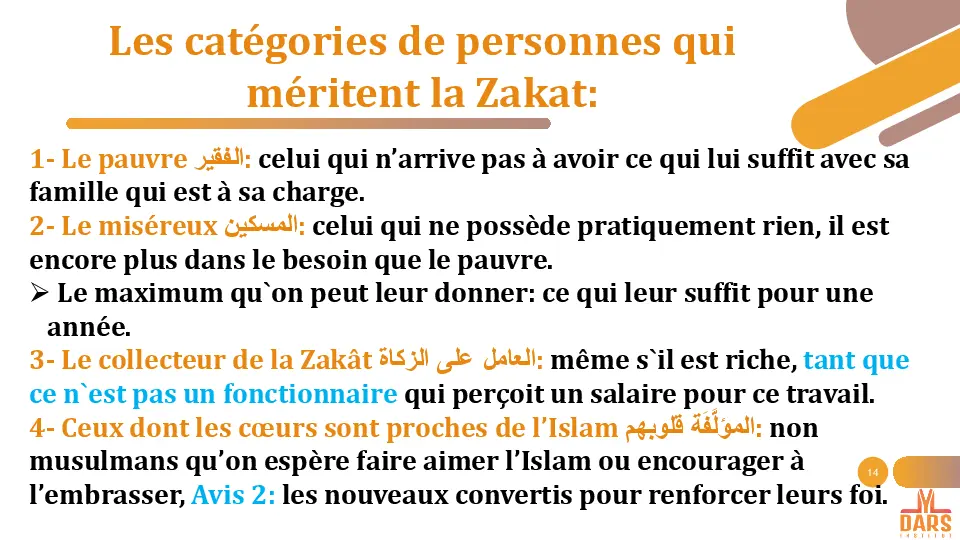 Les catégories de personnes qui
méritent la Zakat:
1- Le pauvre الفقير: celui qui n’arrive pas à avoir ce qui lui suffit avec sa
famille qui est à sa charge.
2- Le miséreux المسكين: celui qui ne possède pratiquement rien, il est
encore plus dans le besoin que le pauvre.
➢ Le maximum qu`on peut leur donner: ce qui leur suffit pour une
année.
3- Le collecteur de la Zakât العامل على الزكاة: même s`il est riche, tant que
ce n`est pas un fonctionnaire qui perçoit un salaire pour ce travail.
4- Ceux dont les cœurs sont proches de l’Islam المؤلَّفَة قلوبهم: non
musulmans qu’on espère faire aimer l’Islam ou encourager à
l’embrasser, Avis 2: les nouveaux convertis pour renforcer leurs foi.
14
DARS
INSTITUT